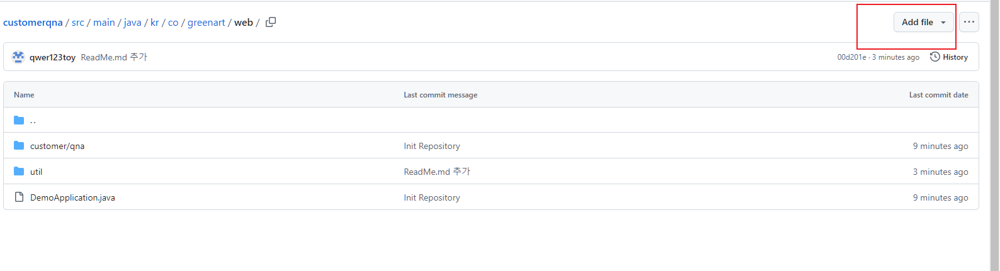 customerqna / src / main / java / kr / co / greenart / web /
Add file
qwer123toy ReadMe.md 추가
00d201e · 3 minutes ago
History
Name Last commit message Last commit date
..
customer/qna Init Repository 9 minutes ago
util ReadMe.md 추가 3 minutes ago
DemoApplication.java Init Repository 9 minutes ago